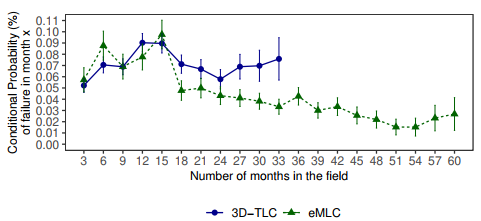 Conditional Probability (%)
of failure in month x
0.11
0.10
0.09
0.08
0.07
0.06
0.05
0.04
0.03
0.02
0.01
0.00
3 6 9 12 15 18 21 24 27 30 33 36 39 42 45 48 51 54 57 60
Number of months in the field
3D−TLC eMLC